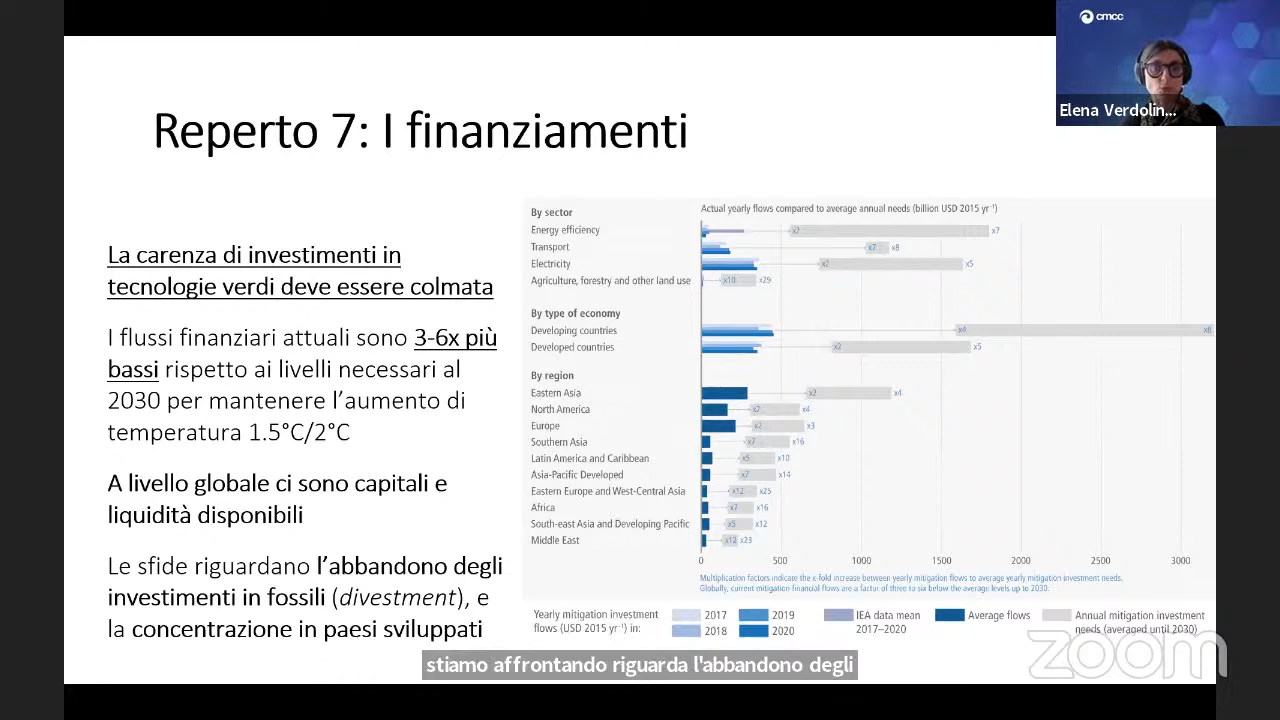 cmcc
Elena Verdolin...
Reperto 7: I finanziamenti
La carenza di investimenti in
tecnologie verdi deve essere colmata
I flussi finanziari attuali sono 3-6x più
bassi rispetto ai livelli necessari al
2030 per mantenere l'aumento di
temperatura 1.5°C/2°C
A livello globale ci sono capitali e
liquidità disponibili
Le sfide riguardano l'abbandono degli
investimenti in fossili (divestment), e
la concentrazione in paesi sviluppati
By sector
Actual yearly flows compared to average annual needs (billion USD 2015 yr⁻¹)
Energy efficiency x2 x7
Transport x7 x8
Electricity x2 x5
Agriculture, forestry and other land use x10 x29
By type of economy
Developing countries x4 x8
Developed countries x2 x5
By region
Eastern Asia x2 x4
North America x2 x4
Europe x2 x3
Southern Asia x7 x16
Latin America and Caribbean x5 x10
Asia-Pacific Developed x7 x14
Eastern Europe and West-Central Asia x12 x25
Africa x7 x16
South-east Asia and Developing Pacific x5 x12
Middle East x12 x23
0 500 1000 1500 2000 2500 3000
Multiplication factors indicate the x-fold increase between yearly mitigation flows to average yearly mitigation investment needs.
Globally, current mitigation financial flows are a factor of three to six below the average levels up to 2030.
Yearly mitigation investment
flows (USD 2015 yr⁻¹) in:
2017 2019
2018 2020
IEA data mean
2017–2020
Average flows
Annual mitigation investment
needs (averaged until 2030)
zoom
stiamo affrontando riguarda l'abbandono degli